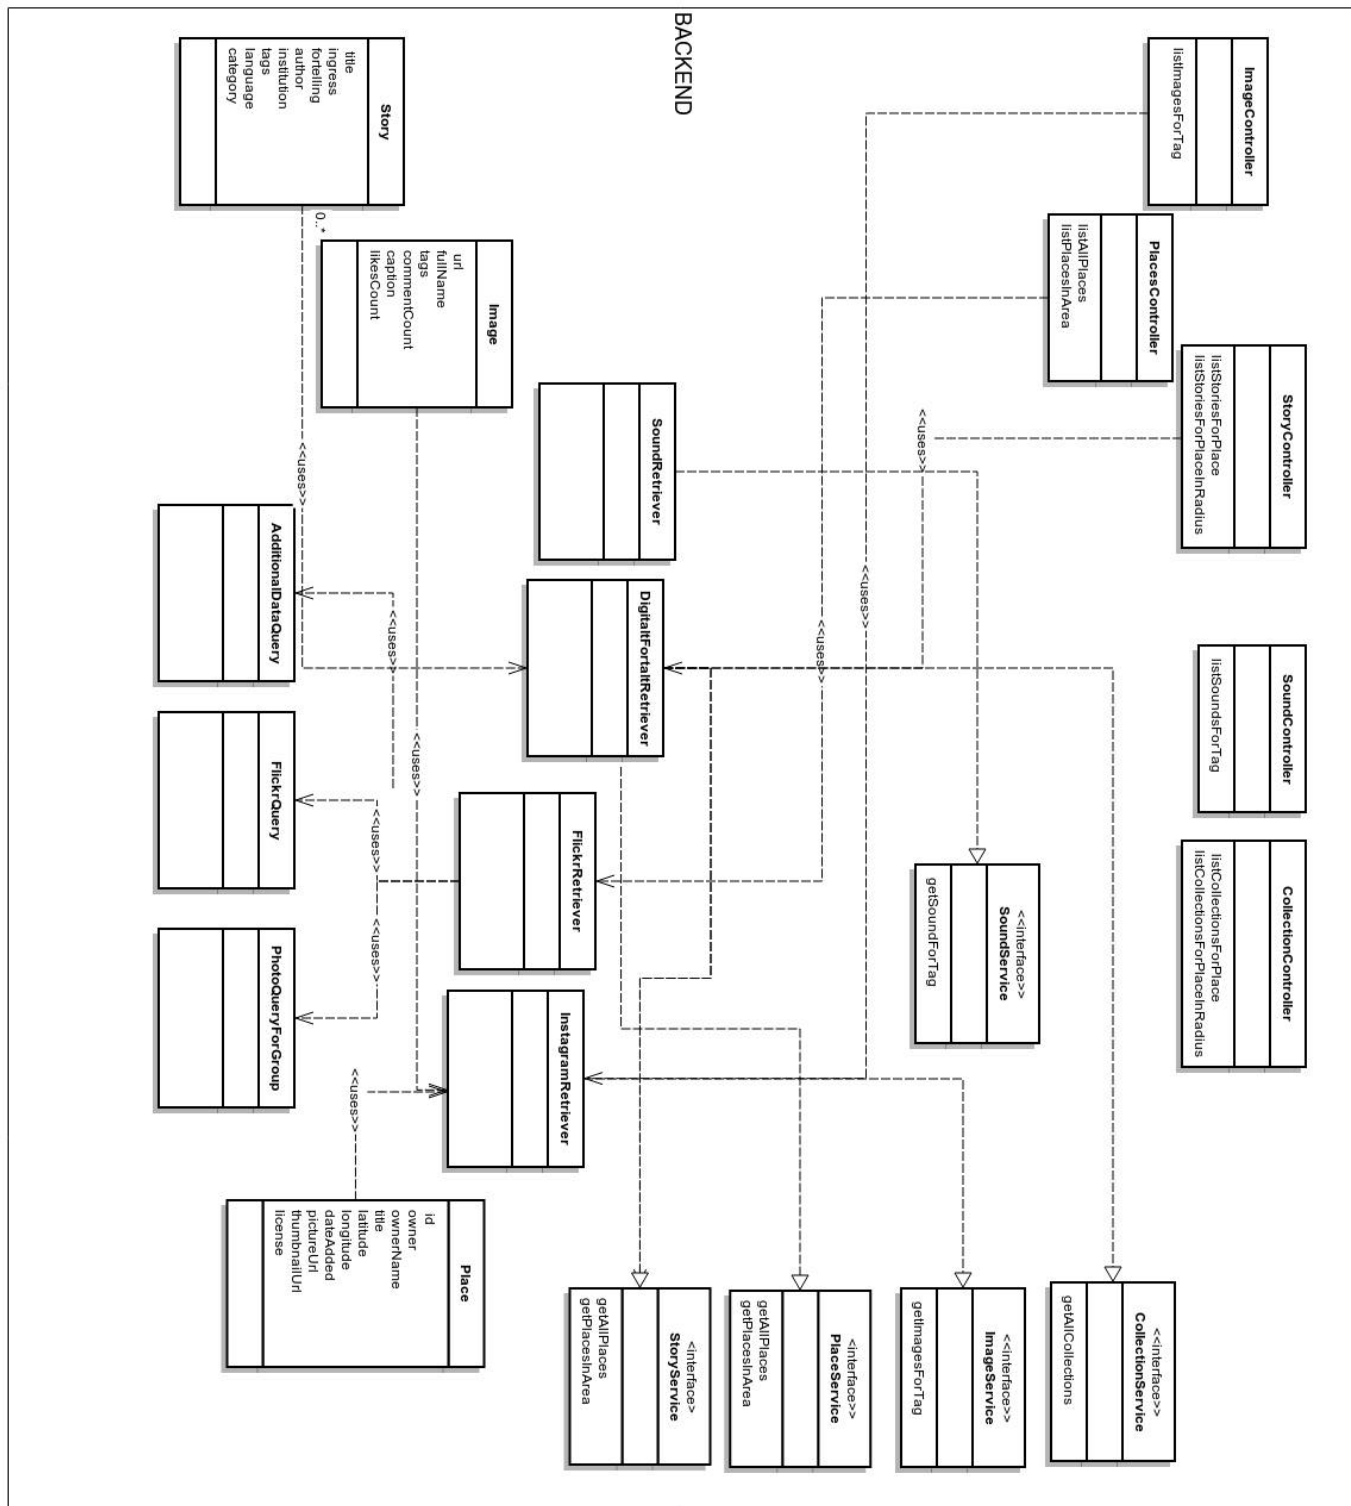 ImageController
listImagesForTag
StoryController
listStoriesForPlace
listStoriesForPlaceInRadius
SoundController
listSoundsForTag
CollectionController
listCollectionsForPlace
listCollectionsForPlaceInRadius
PlacesController
listAllPlaces
listPlacesInArea
<<interface>>
CollectionService
getAllCollections
<<interface>>
SoundService
getSoundForTag
<<interface>>
ImageService
getImagesForTag
<<uses>>
<<uses>>
<<uses>>
<interface>>
PlaceService
getAllPlaces
getPlacesInArea
BACKEND
<interface>
StoryService
getAllPlaces
getPlacesInArea
SoundRetriever
DigitaltFortaltRetriever
FlickrRetriever
InstagramRetriever
Image
url
fullName
tags
commentCount
caption
likesCount
Place
id
owner
ownerName
title
latitude
longitude
dateAdded
pictureUrl
thumbnailUrl
license
<<uses>>
<<uses>>
<<uses>>
<<uses>>
<<uses>>
Story
title
ingress
fortelling
author
institution
tags
language
category
0..*
<<uses>>
AdditionalDataQuery
FlickrQuery
PhotoQueryForGroup